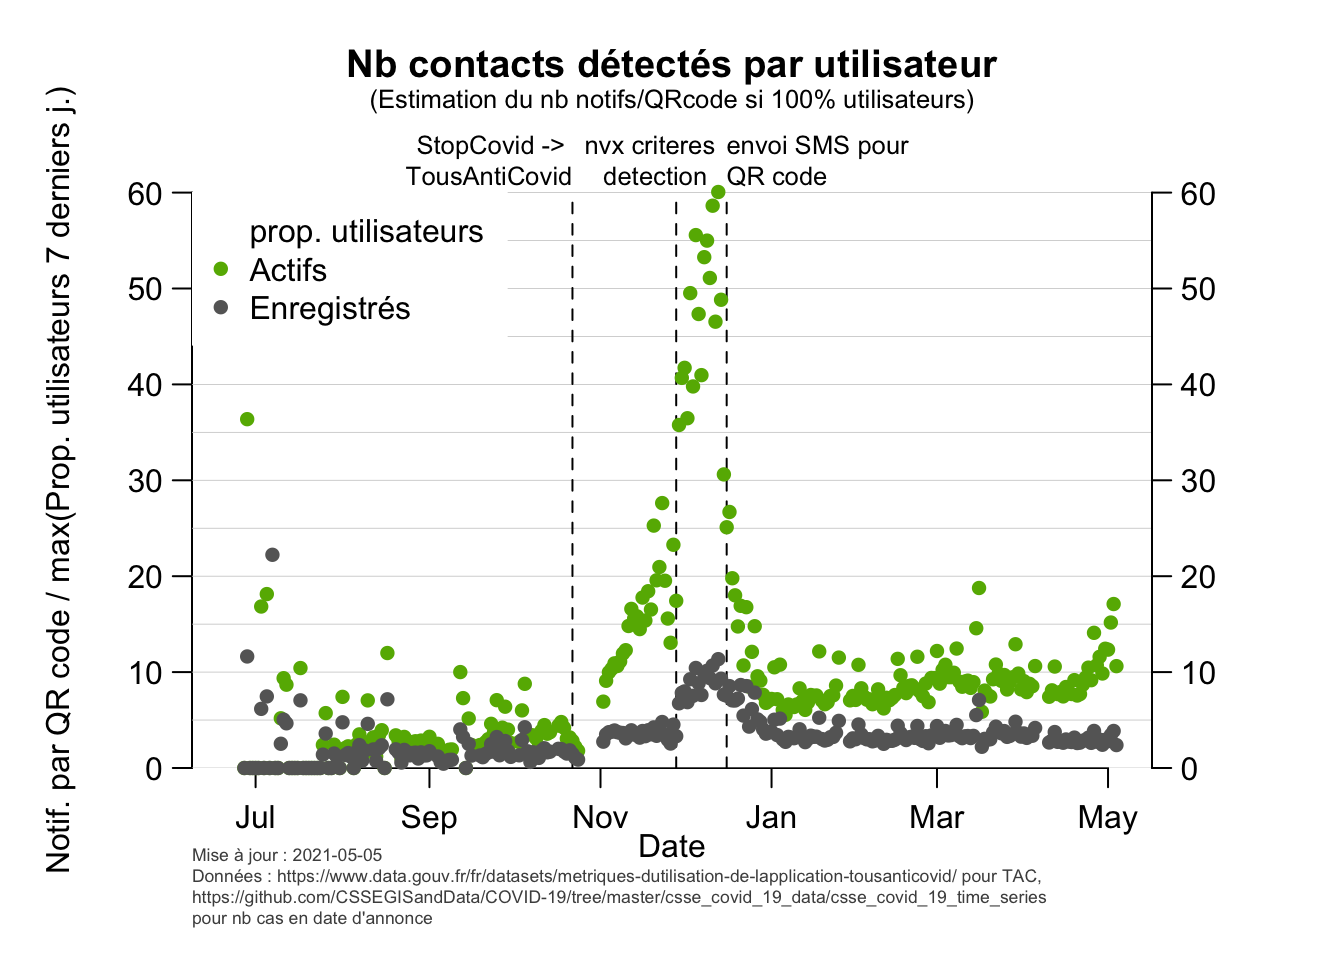 Nb contacts détectés par utilisateur
(Estimation du nb notifs/QRcode si 100% utilisateurs)
StopCovid -> nvx criteres envoi SMS pour
TousAntiCovid detection QR code
Notif. par QR code / max(Prop. utilisateurs 7 derniers j.)
60 60
prop. utilisateurs
Actifs
50 50
Enregistrés
40 40
30 30
20 20
10 10
0 0
Jul Sep Nov Jan Mar May
Date
Mise à jour : 2021-05-05
Données : https://www.data.gouv.fr/fr/datasets/metriques-dutilisation-de-lapplication-tousanticovid/ pour TAC,
https://github.com/CSSEGISandData/COVID-19/tree/master/csse_covid_19_data/csse_covid_19_time_series
pour nb cas en date d'annonce